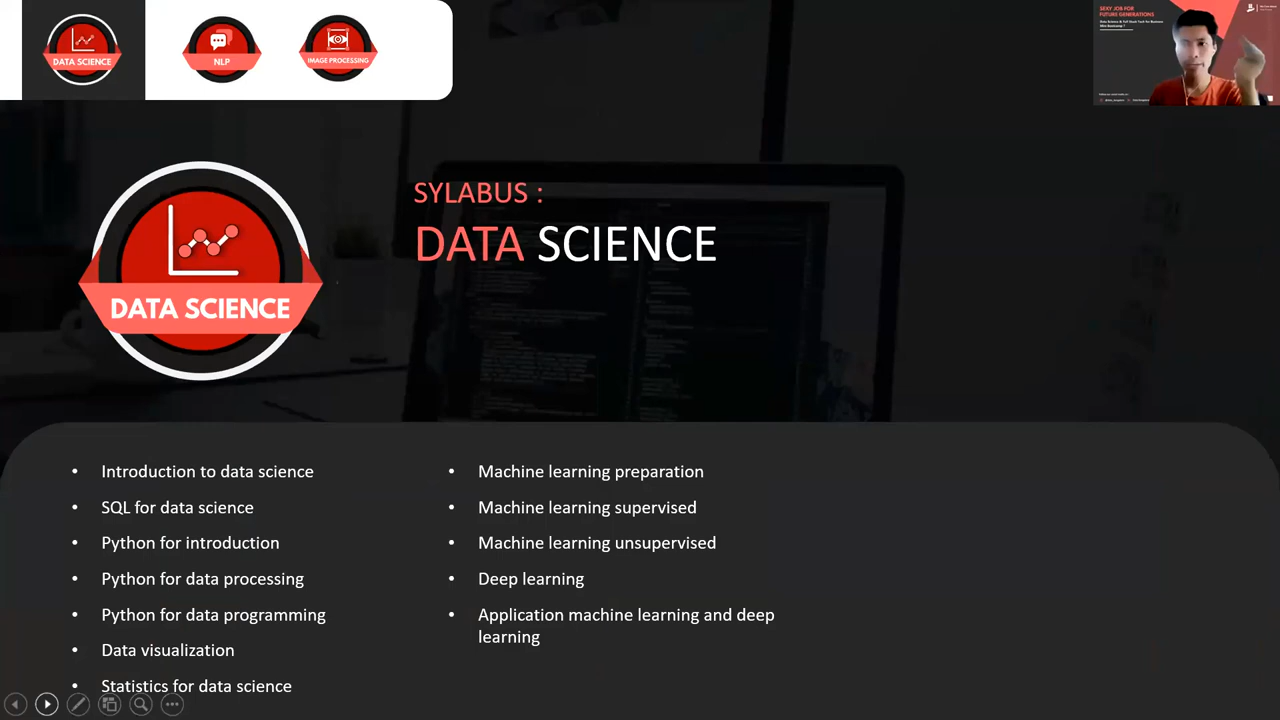 DATA SCIENCE
NLP
IMAGE PROCESSING
SEXY JOB FOR
FUTURE GENERATIONS
SYLABUS :
DATA SCIENCE
DATA SCIENCE
• Introduction to data science
• SQL for data science
• Python for introduction
• Python for data processing
• Python for data programming
• Data visualization
• Statistics for data science
• Machine learning preparation
• Machine learning supervised
• Machine learning unsupervised
• Deep learning
• Application machine learning and deep
learning